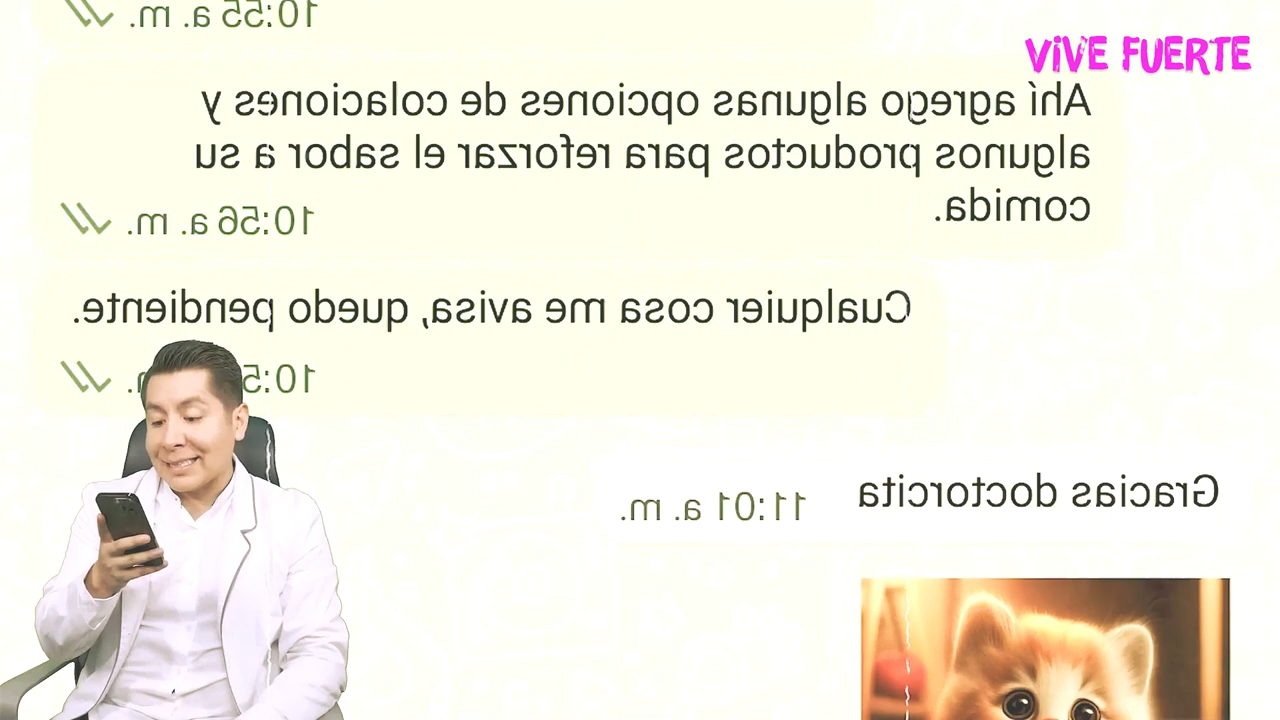 10:55 a. m.
VIVE FUERTE
Ahí agrego algunas opciones de colaciones y
algunos productos para reforzar el sabor a su
comida.
10:56 a. m.
Cualquier cosa me avisa, quedo pendiente.
Gracias doctorcita
11:01 a. m.